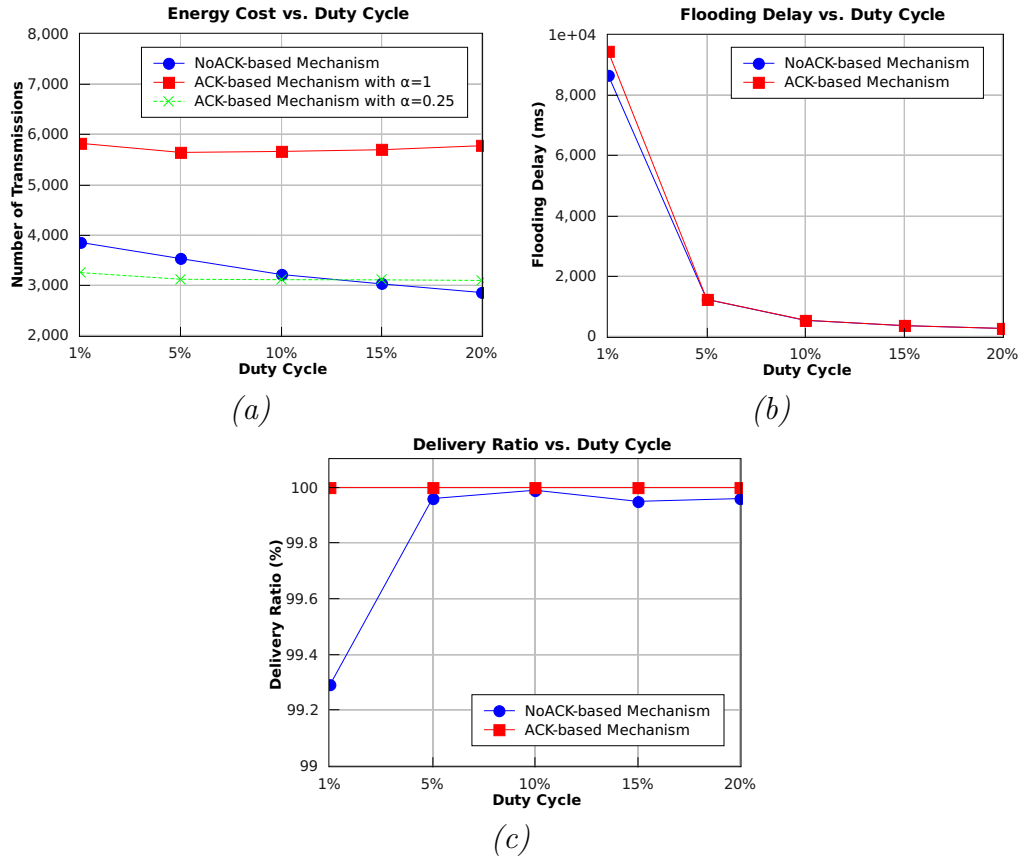 Energy Cost vs. Duty Cycle
8,000
7,000
6,000
5,000
4,000
3,000
2,000
Number of Transmissions
NoACK-based Mechanism
ACK-based Mechanism with α=1
ACK-based Mechanism with α=0.25
1% 5% 10% 15% 20%
Duty Cycle
(a)
Flooding Delay vs. Duty Cycle
1e+04
8,000
6,000
4,000
2,000
0
Flooding Delay (ms)
NoACK-based Mechanism
ACK-based Mechanism
1% 5% 10% 15% 20%
Duty Cycle
(b)
Delivery Ratio vs. Duty Cycle
100
99.8
99.6
99.4
99.2
99
Delivery Ratio (%)
NoACK-based Mechanism
ACK-based Mechanism
1% 5% 10% 15% 20%
Duty Cycle
(c)